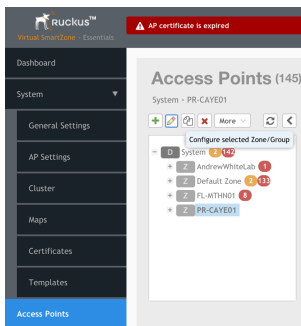 Ruckus™
Virtual SmartZone - Essentials
AP certificate is expired
Dashboard
System
General Settings
AP Settings
Cluster
Maps
Certificates
Templates
Access Points
Access Points (145)
System - PR-CAYE01
More
Configure selected Zone/Group
D System 2 142
Z AndrewWhiteLab 1
Z Default Zone 2 133
Z FL-MTHN01 8
Z PR-CAYE01